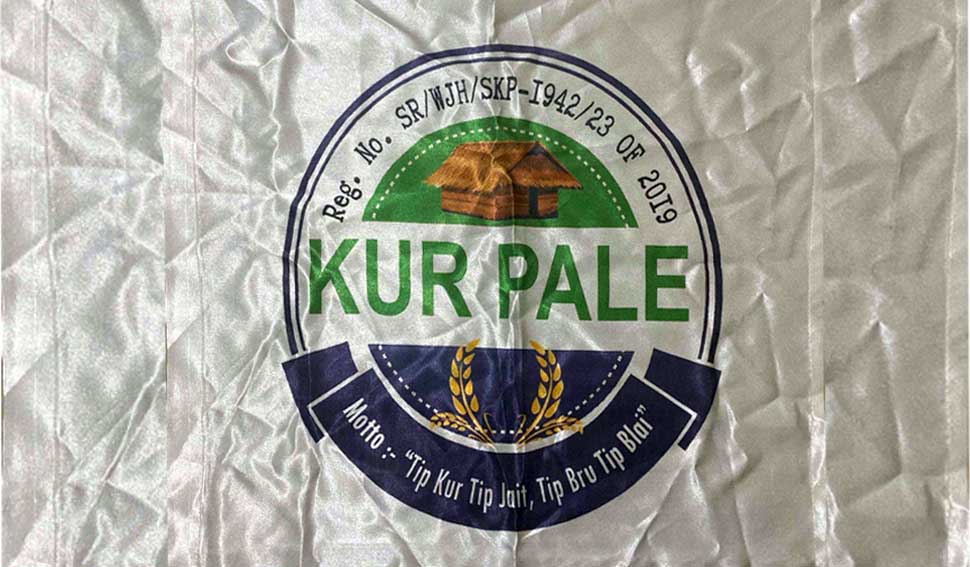 Reg. No. SR/WJH/SKP-1942/23 OF 2019
KUR PALE
Motto :- "Tip Kur Tip Jait, Tip Bru Tip Blai"